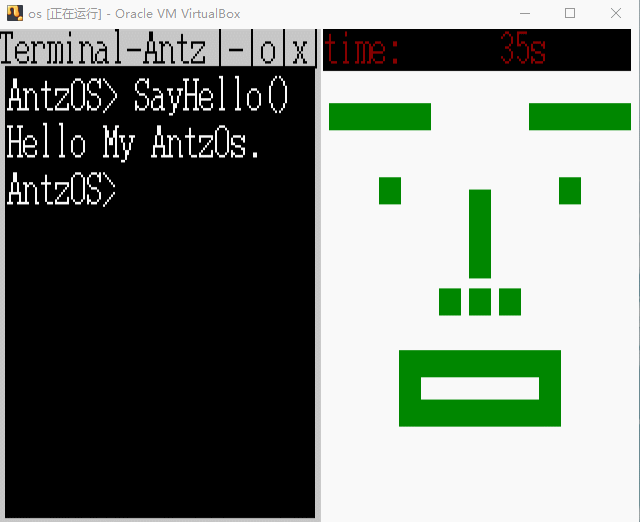 os [正在运行] - Oracle VM VirtualBox
Terminal-Antz - o x
time: 35s
AntzOS> SayHello()
Hello My AntzOs.
AntzOS>